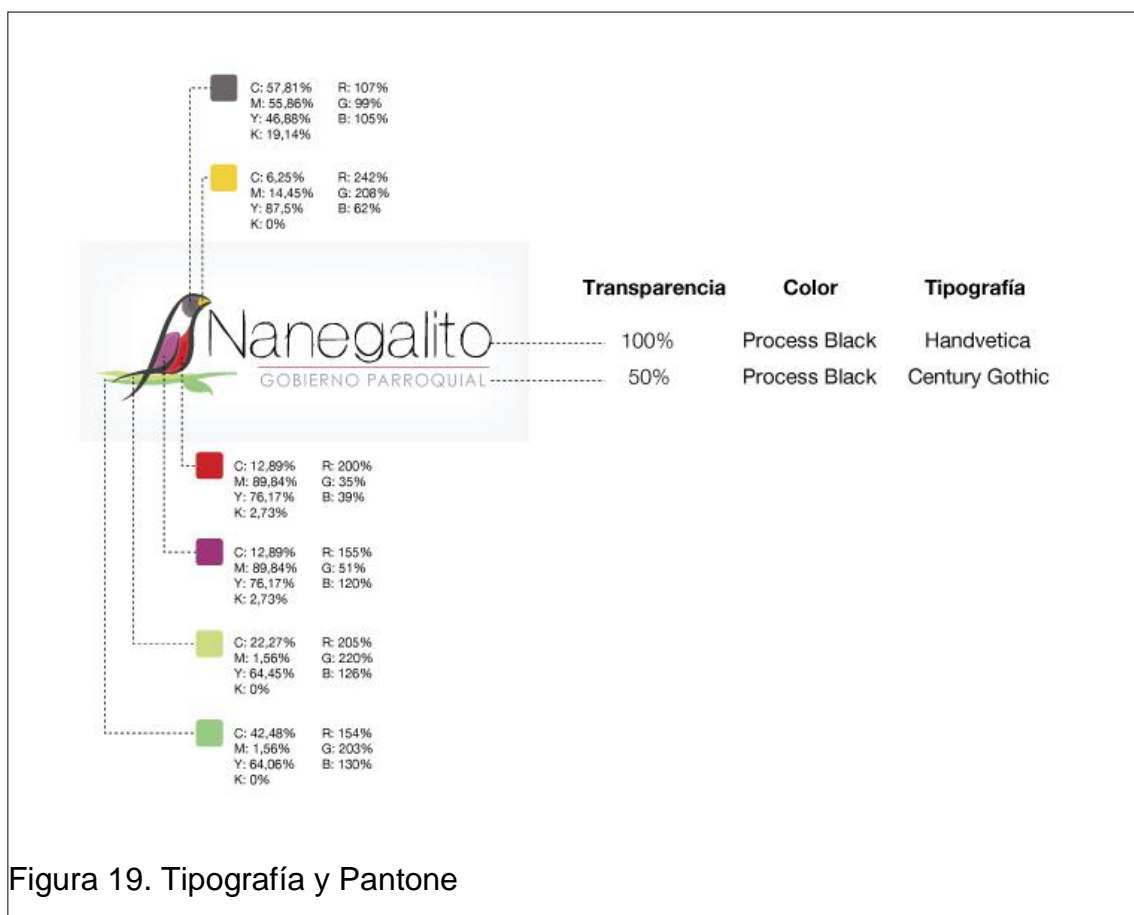 C: 57,81% R: 107%
M: 55,86% G: 99%
Y: 46,88% B: 105%
K: 19,14%
C: 6,25% R: 242%
M: 14,45% G: 208%
Y: 87,5% B: 62%
K: 0%
Nanegalito
GOBIERNO PARROQUIAL
Transparencia Color Tipografía
100% Process Black Handvetica
50% Process Black Century Gothic
C: 12,89% R: 200%
M: 89,84% G: 35%
Y: 76,17% B: 39%
K: 2,73%
C: 12,89% R: 155%
M: 89,84% G: 51%
Y: 76,17% B: 120%
K: 2,73%
C: 22,27% R: 205%
M: 1,56% G: 220%
Y: 64,45% B: 126%
K: 0%
C: 42,48% R: 154%
M: 1,56% G: 203%
Y: 64,06% B: 130%
K: 0%
Figura 19. Tipografía y Pantone